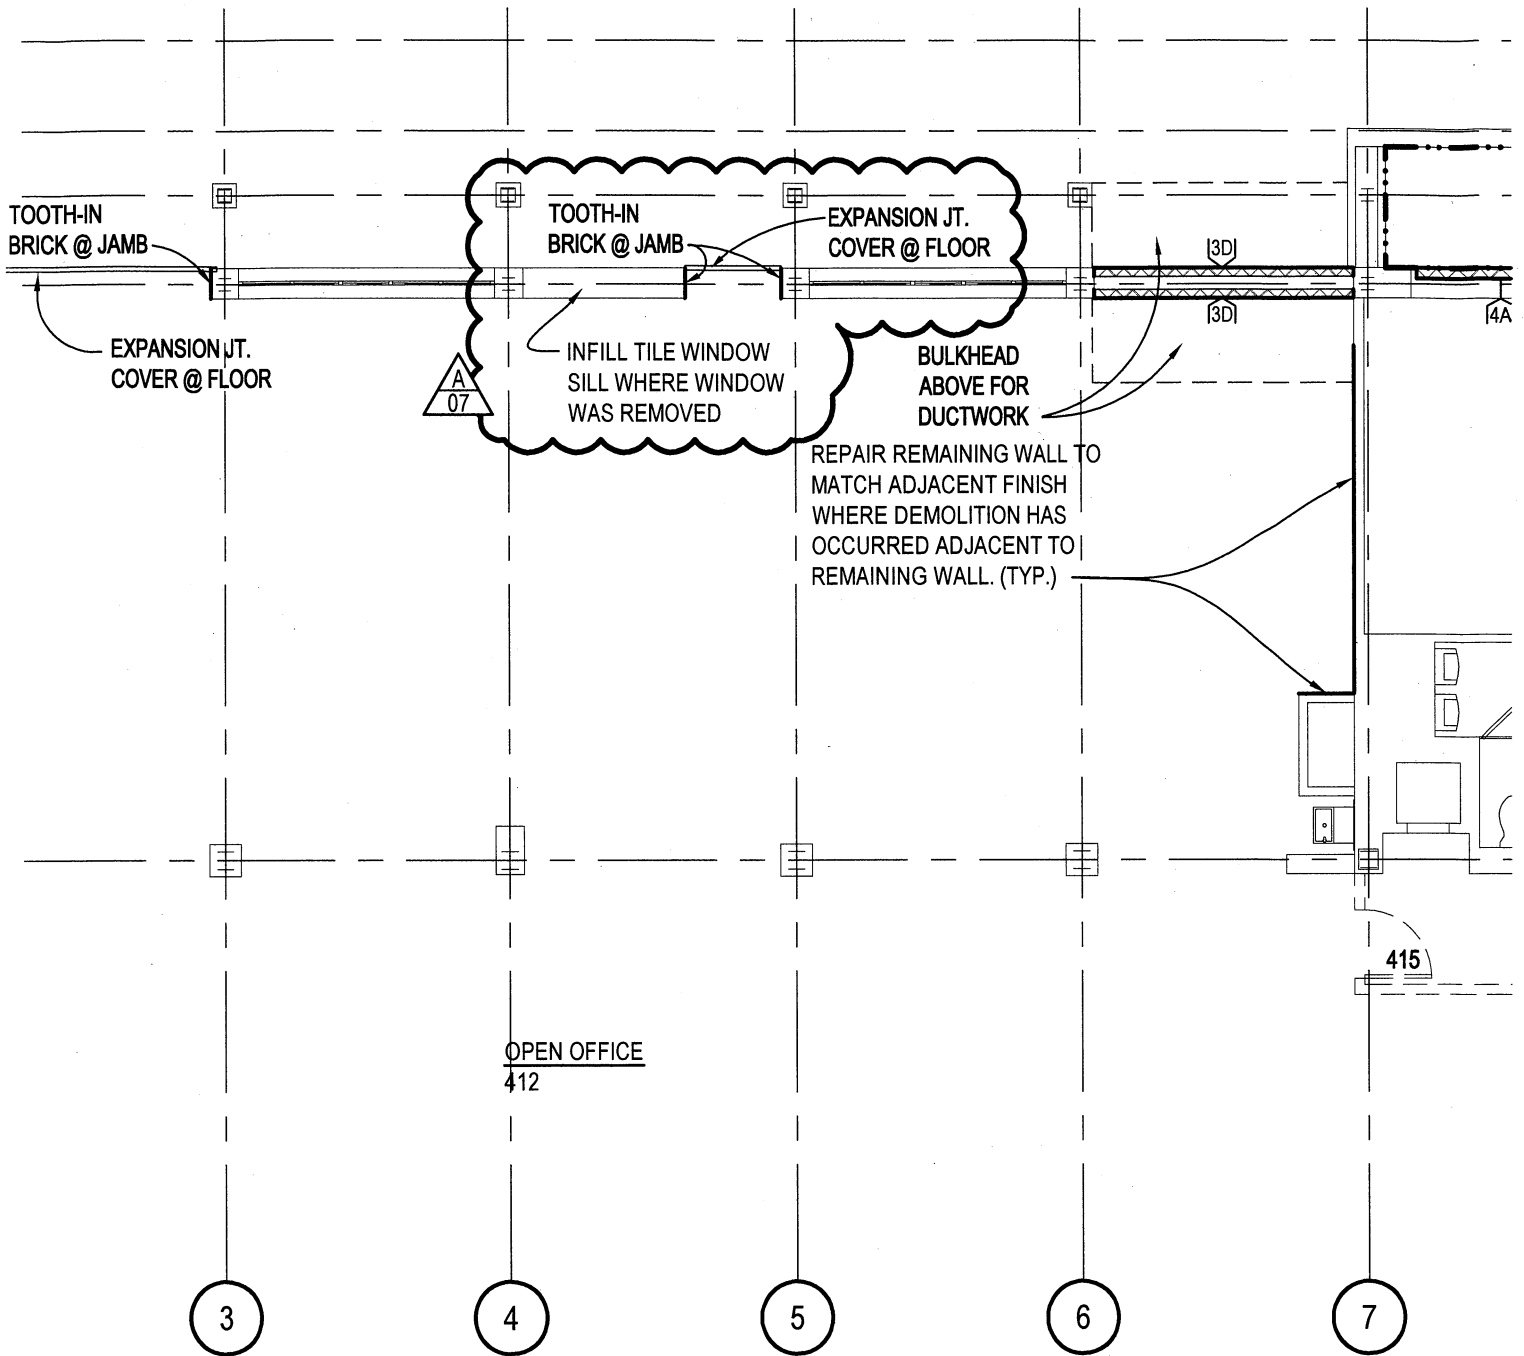 TOOTH-IN
BRICK @ JAMB
EXPANSION JT.
COVER @ FLOOR
TOOTH-IN
BRICK @ JAMB
EXPANSION JT.
COVER @ FLOOR
INFILL TILE WINDOW
SILL WHERE WINDOW
WAS REMOVED
A
07
3D
3D
4A
BULKHEAD
ABOVE FOR
DUCTWORK
REPAIR REMAINING WALL TO
MATCH ADJACENT FINISH
WHERE DEMOLITION HAS
OCCURRED ADJACENT TO
REMAINING WALL. (TYP.)
415
OPEN OFFICE
412
3
4
5
6
7